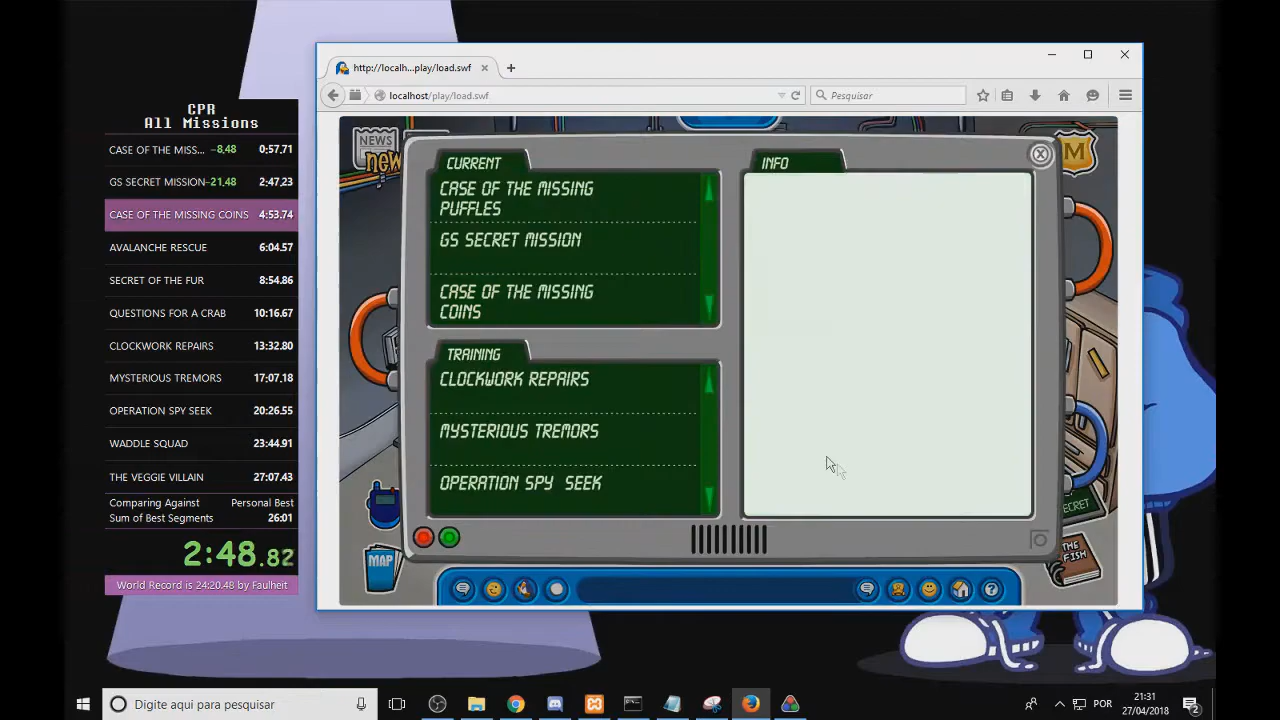 CPR
All Missions
CASE OF THE MISS... -8,48 0:57,71
GS SECRET MISSION-21,48 2:47,23
CASE OF THE MISSING COINS 4:53.74
AVALANCHE RESCUE 6:04.57
SECRET OF THE FUR 8:54.86
QUESTIONS FOR A CRAB 10:16.67
CLOCKWORK REPAIRS 13:32.80
MYSTERIOUS TREMORS 17:07.18
OPERATION SPY SEEK 20:26.55
WADDLE SQUAD 23:44.91
THE VEGGIE VILLAIN 27:07.43
Comparing Against Personal Best
Sum of Best Segments 26:01
2:48.82
World Record is 24:20.48 by Faulheit
http://localh...play/load.swf
localhost/play/load.swf
Pesquisar
NEWS
new
M
CURRENT
CASE OF THE MISSING
PUFFLES
GS SECRET MISSION
CASE OF THE MISSING
COINS
TRAINING
CLOCKWORK REPAIRS
MYSTERIOUS TREMORS
OPERATION SPY SEEK
INFO
SECRET
THE
FISH
MAP
?
Digite aqui para pesquisar
POR
21:31
27/04/2018
2